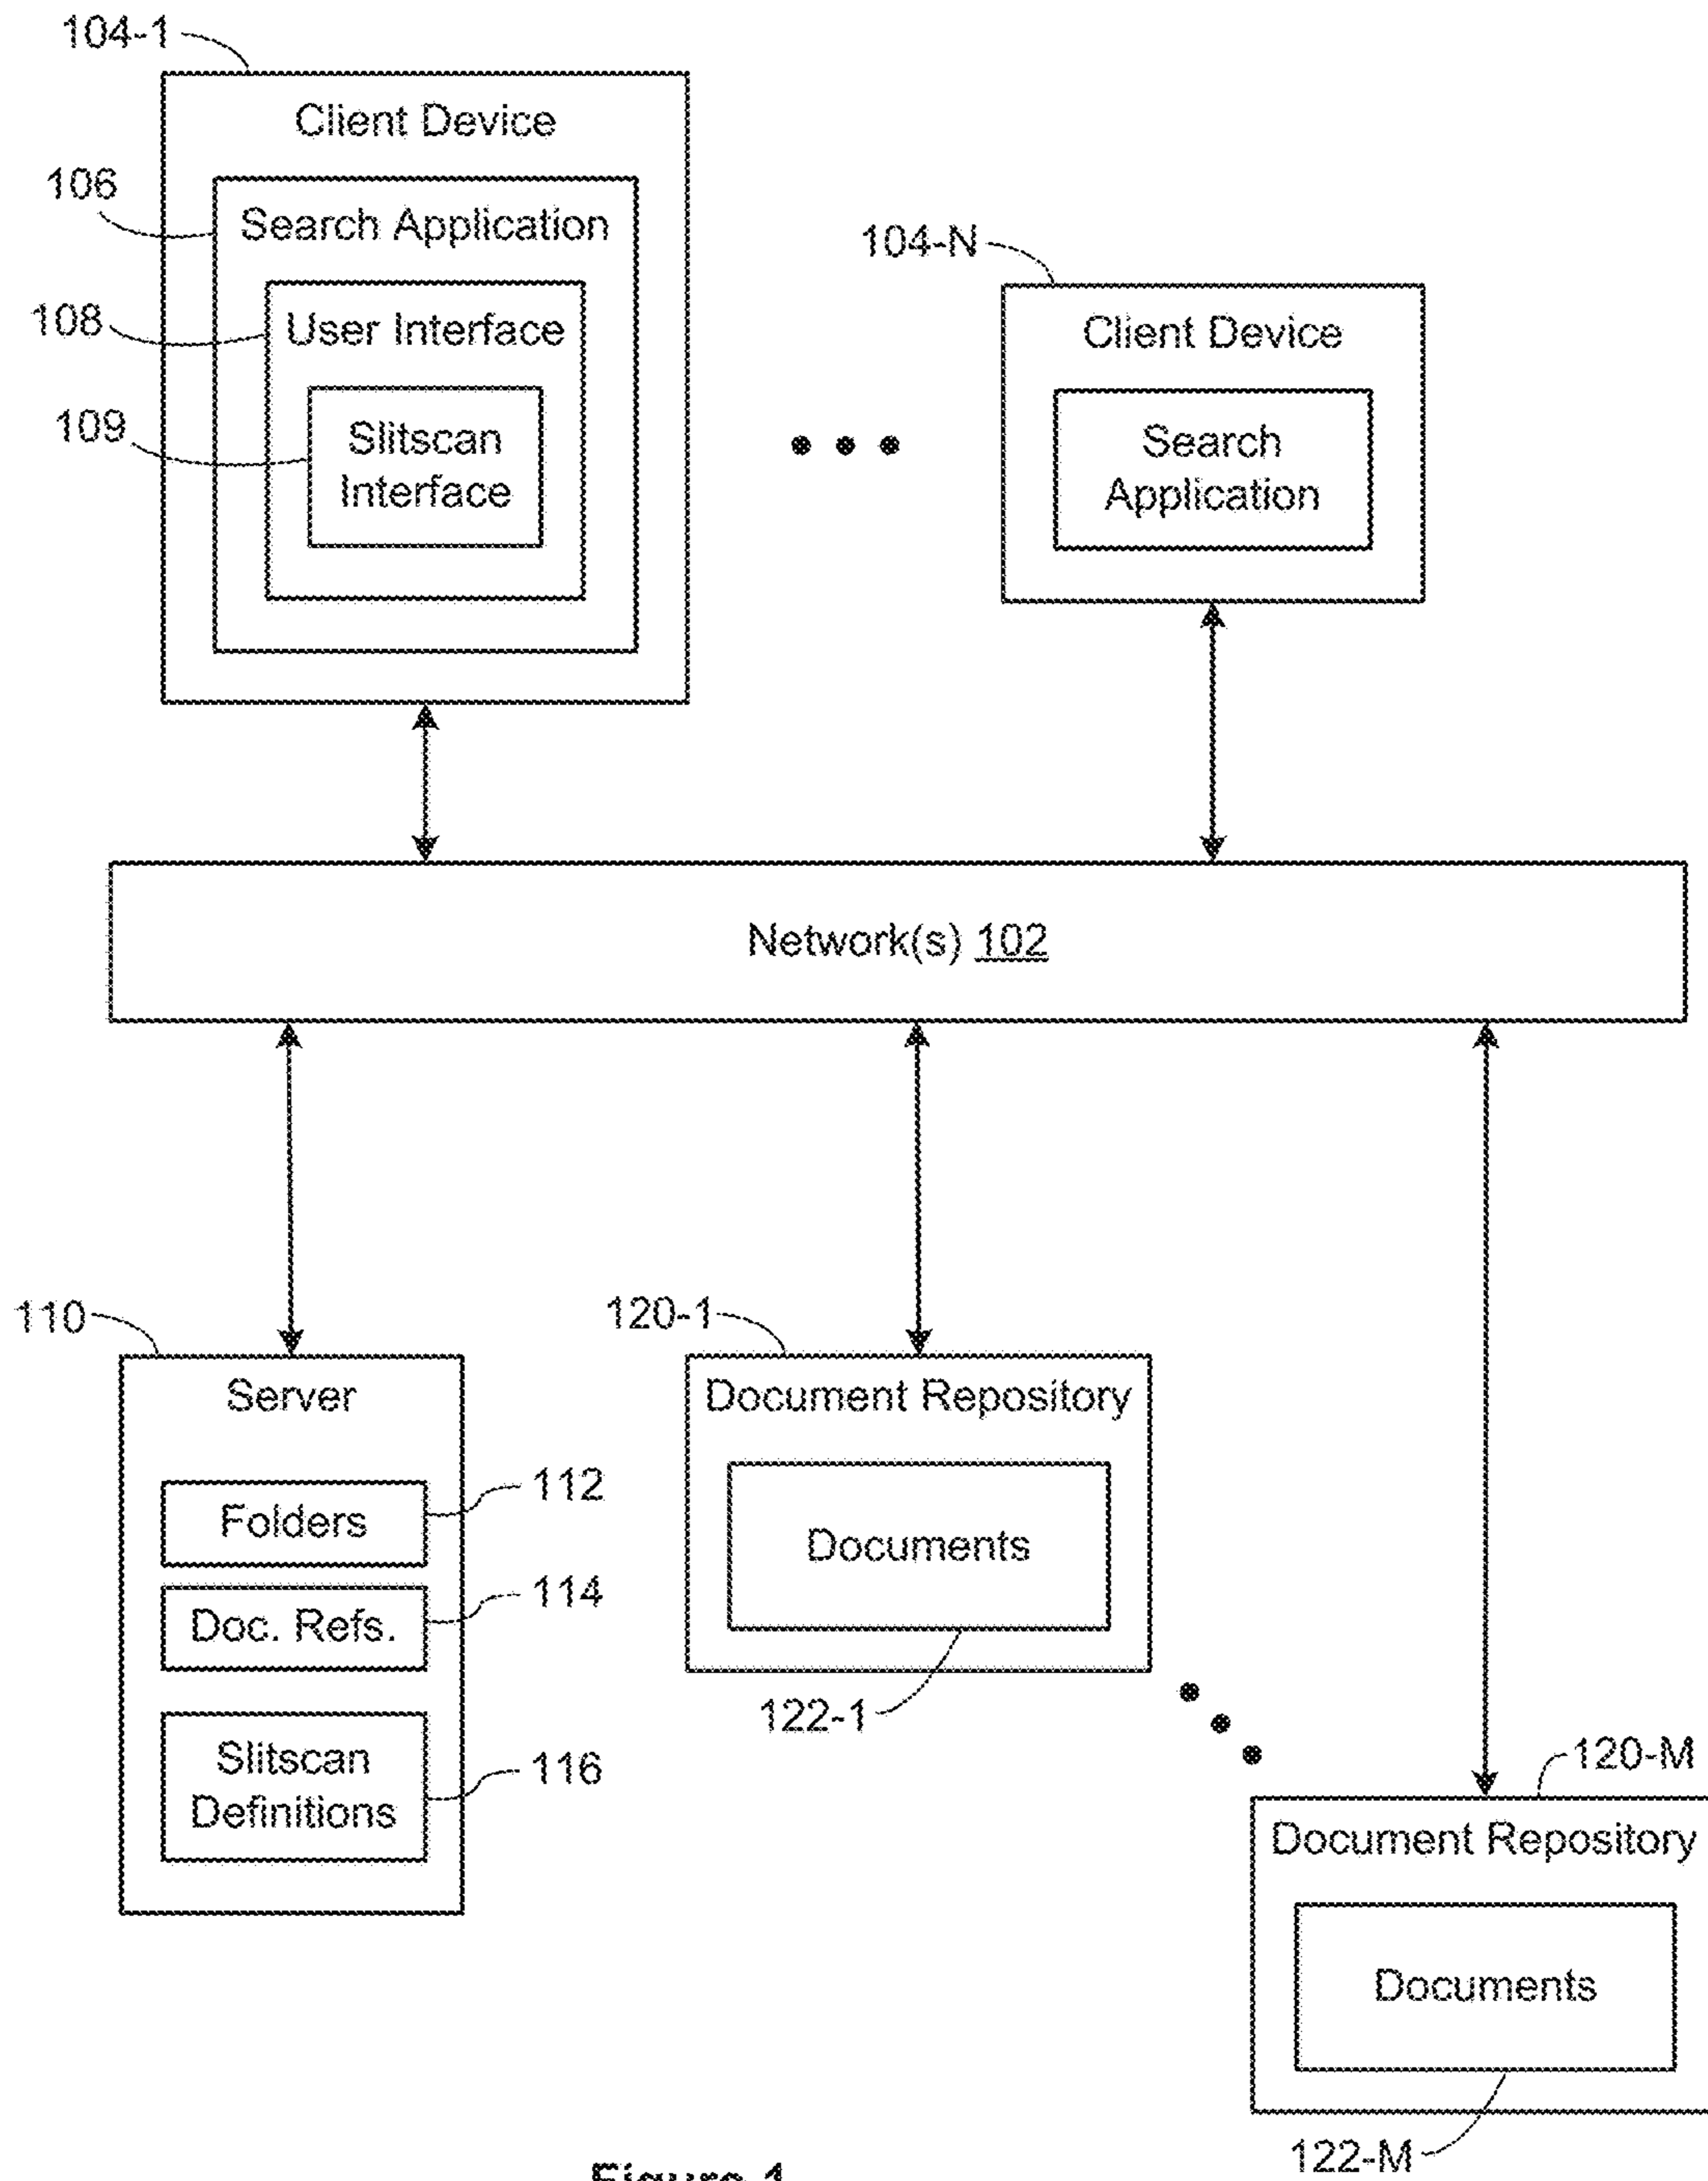 104-1
Client Device
106
Search Application
104-N
108
User Interface
Client Device
109
Slitscan
Interface
Search
Application
Network(s) 102
110
120-1
Server
Document Repository
Folders
112
Documents
114
Doc. Refs.
122-1
Slitscan
Definitions
116
120-M
Document Repository
Documents
122-M
Figure 1